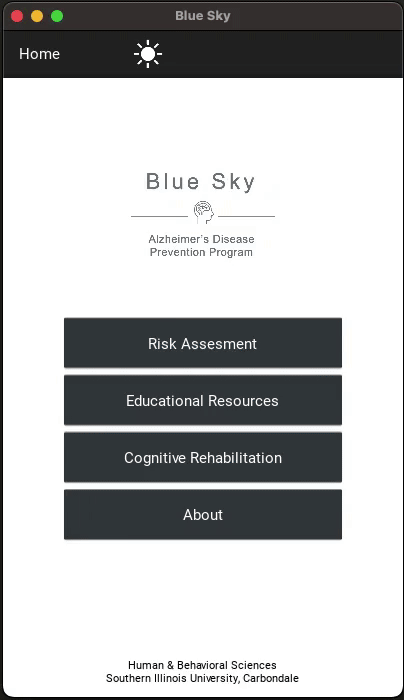 Blue Sky
Home
Blue Sky
Alzheimer's Disease
Prevention Program
Risk Assesment
Educational Resources
Cognitive Rehabilitation
About
Human & Behavioral Sciences
Southern Illinois University, Carbondale